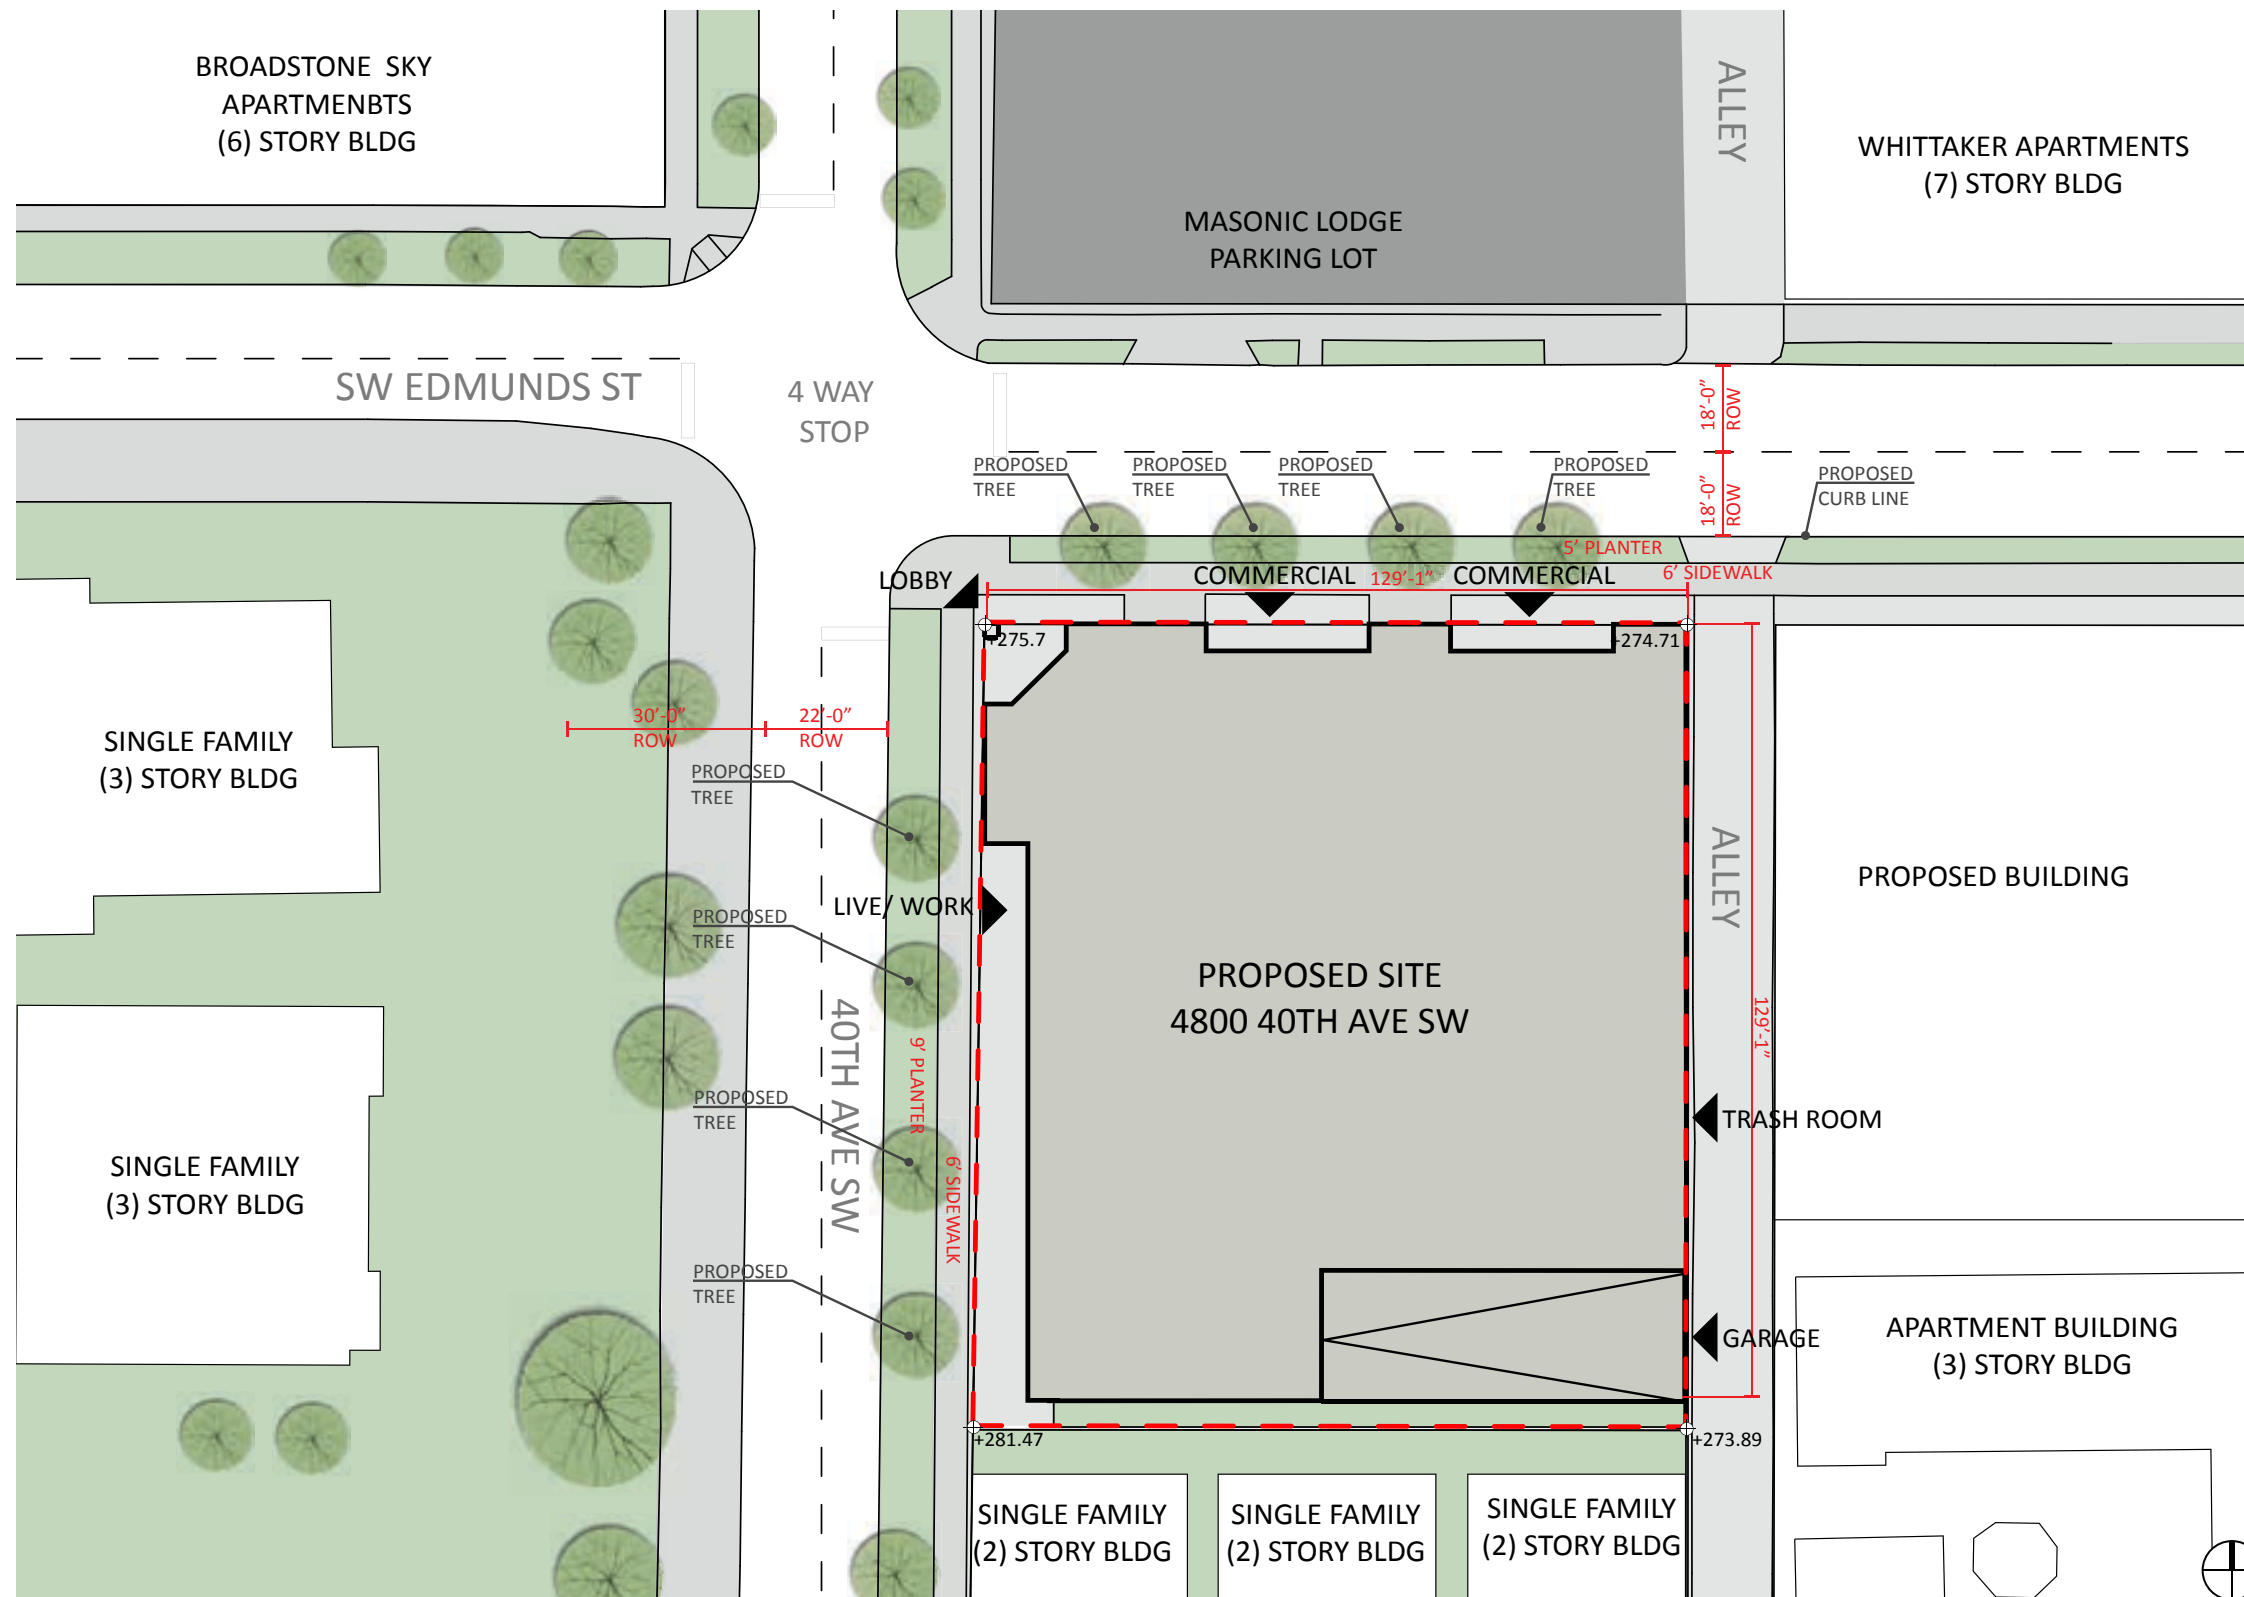 BROADSTONE  SKY
APARTMENBTS
(6) STORY BLDG
ALLEY
WHITTAKER APARTMENTS
(7) STORY BLDG
MASONIC LODGE
PARKING LOT
SW EDMUNDS ST
4 WAY
STOP
18'-0"
ROW
18'-0"
ROW
PROPOSED
TREE
PROPOSED
TREE
PROPOSED
TREE
PROPOSED
TREE
PROPOSED
CURB LINE
5' PLANTER
6' SIDEWALK
LOBBY
COMMERCIAL
129'-1"
COMMERCIAL
+275.7
+274.71
30'-0"
ROW
22'-0"
ROW
SINGLE FAMILY
(3) STORY BLDG
PROPOSED
TREE
LIVE/ WORK
PROPOSED
TREE
ALLEY
PROPOSED BUILDING
PROPOSED SITE
4800 40TH AVE SW
129'-1"
40TH AVE SW
9' PLANTER
6' SIDEWALK
PROPOSED
TREE
TRASH ROOM
SINGLE FAMILY
(3) STORY BLDG
PROPOSED
TREE
GARAGE
APARTMENT BUILDING
(3) STORY BLDG
+281.47
+273.89
SINGLE FAMILY
(2) STORY BLDG
SINGLE FAMILY
(2) STORY BLDG
SINGLE FAMILY
(2) STORY BLDG